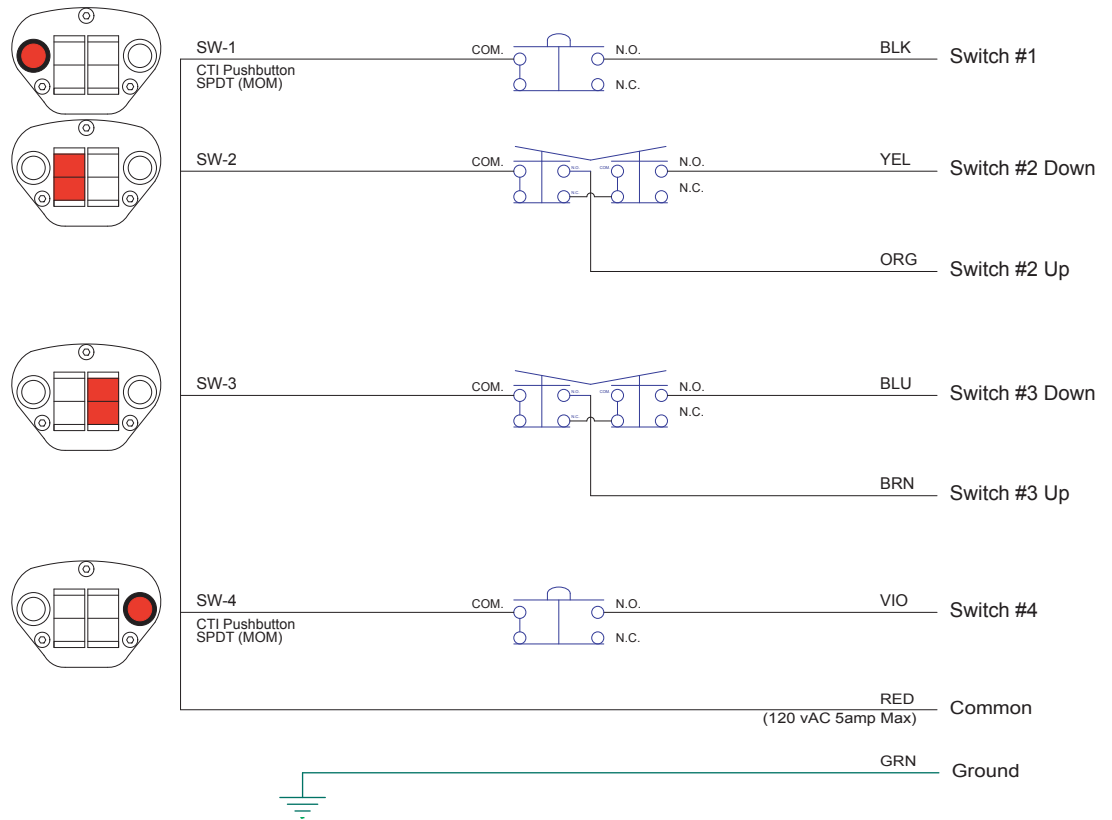 SW-1 COM. N.O. BLK Switch #1
CTI Pushbutton
SPDT (MOM)
N.C.
SW-2 COM. N.O. COM N.O. YEL Switch #2 Down
N.C. N.C.
ORG Switch #2 Up
SW-3 COM. N.O. COM N.O. BLU Switch #3 Down
N.C. N.C.
BRN Switch #3 Up
SW-4 COM. N.O. VIO Switch #4
CTI Pushbutton
SPDT (MOM)
N.C.
RED Common
(120 vAC 5amp Max)
GRN Ground